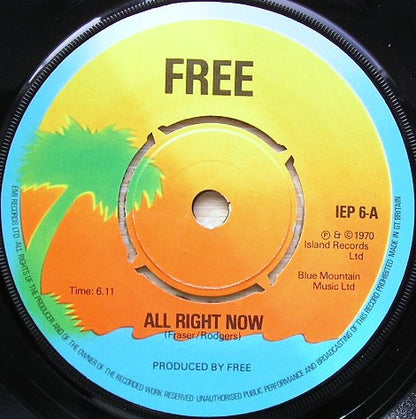 FREE
IEP 6-A
Ⓟ & © 1970
Island Records
Ltd
Blue Mountain
Music Ltd
Time: 6.11
ALL RIGHT NOW
(Fraser/Rodgers)
PRODUCED BY FREE
EMI RECORDS LTD. ALL RIGHTS OF THE PRODUCER AND OF THE OWNER OF THE RECORDED WORK RESERVED UNAUTHORISED PUBLIC PERFORMANCE AND BROADCASTING OF THIS RECORD PROHIBITED MADE IN GT. BRITAIN